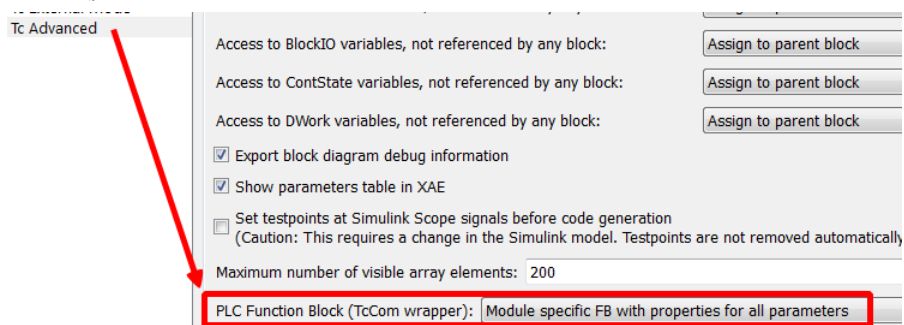 Tc Advanced
Access to BlockIO variables, not referenced by any block: Assign to parent block
Access to ContState variables, not referenced by any block: Assign to parent block
Access to DWork variables, not referenced by any block: Assign to parent block
Export block diagram debug information
Show parameters table in XAE
Set testpoints at Simulink Scope signals before code generation
(Caution: This requires a change in the Simulink model. Testpoints are not removed automatically
Maximum number of visible array elements: 200
PLC Function Block (TcCom wrapper): Module specific FB with properties for all parameters